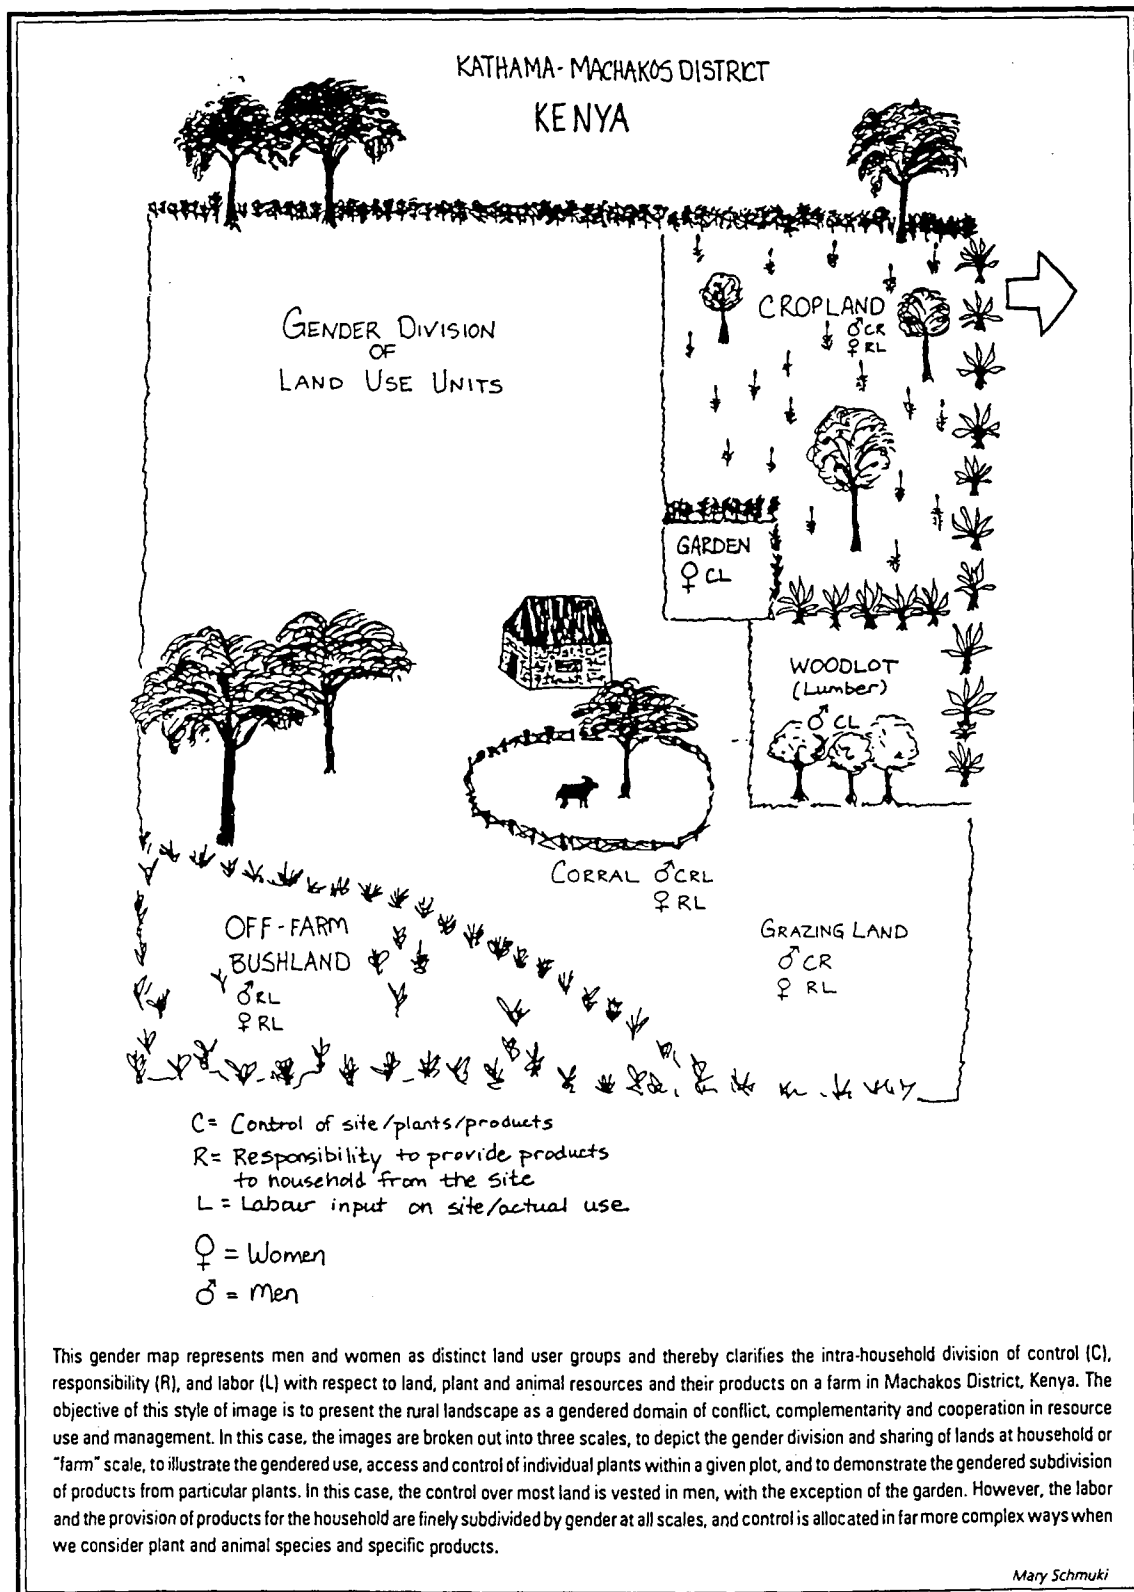 KATHAMA-MACHAKOS DISTRICT
KENYA
GENDER DIVISION
OF
LAND USE UNITS
CROPLAND
♂ CR
♀ RL
GARDEN
♀ CL
WOODLOT
(Lumber)
♂ CL
CORRAL ♂ CRL
♀ RL
OFF-FARM
BUSHLAND
♂ RL
♀ RL
GRAZING LAND
♂ CR
♀ RL
C= Control of site/plants/products
R= Responsibility to provide products
to household from the site
L = Labour input on site/actual use
♀ = Women
♂ = Men
This gender map represents men and women as distinct land user groups and thereby clarifies the intra-household division of control (C),
responsibility (R), and labor (L) with respect to land, plant and animal resources and their products on a farm in Machakos District, Kenya. The
objective of this style of image is to present the rural landscape as a gendered domain of conflict, complementarity and cooperation in resource
use and management. In this case, the images are broken out into three scales, to depict the gender division and sharing of lands at household or
"farm" scale, to illustrate the gendered use, access and control of individual plants within a given plot, and to demonstrate the gendered subdivision
of products from particular plants. In this case, the control over most land is vested in men, with the exception of the garden. However, the labor
and the provision of products for the household are finely subdivided by gender at all scales, and control is allocated in far more complex ways when
we consider plant and animal species and specific products.
Mary Schmuki